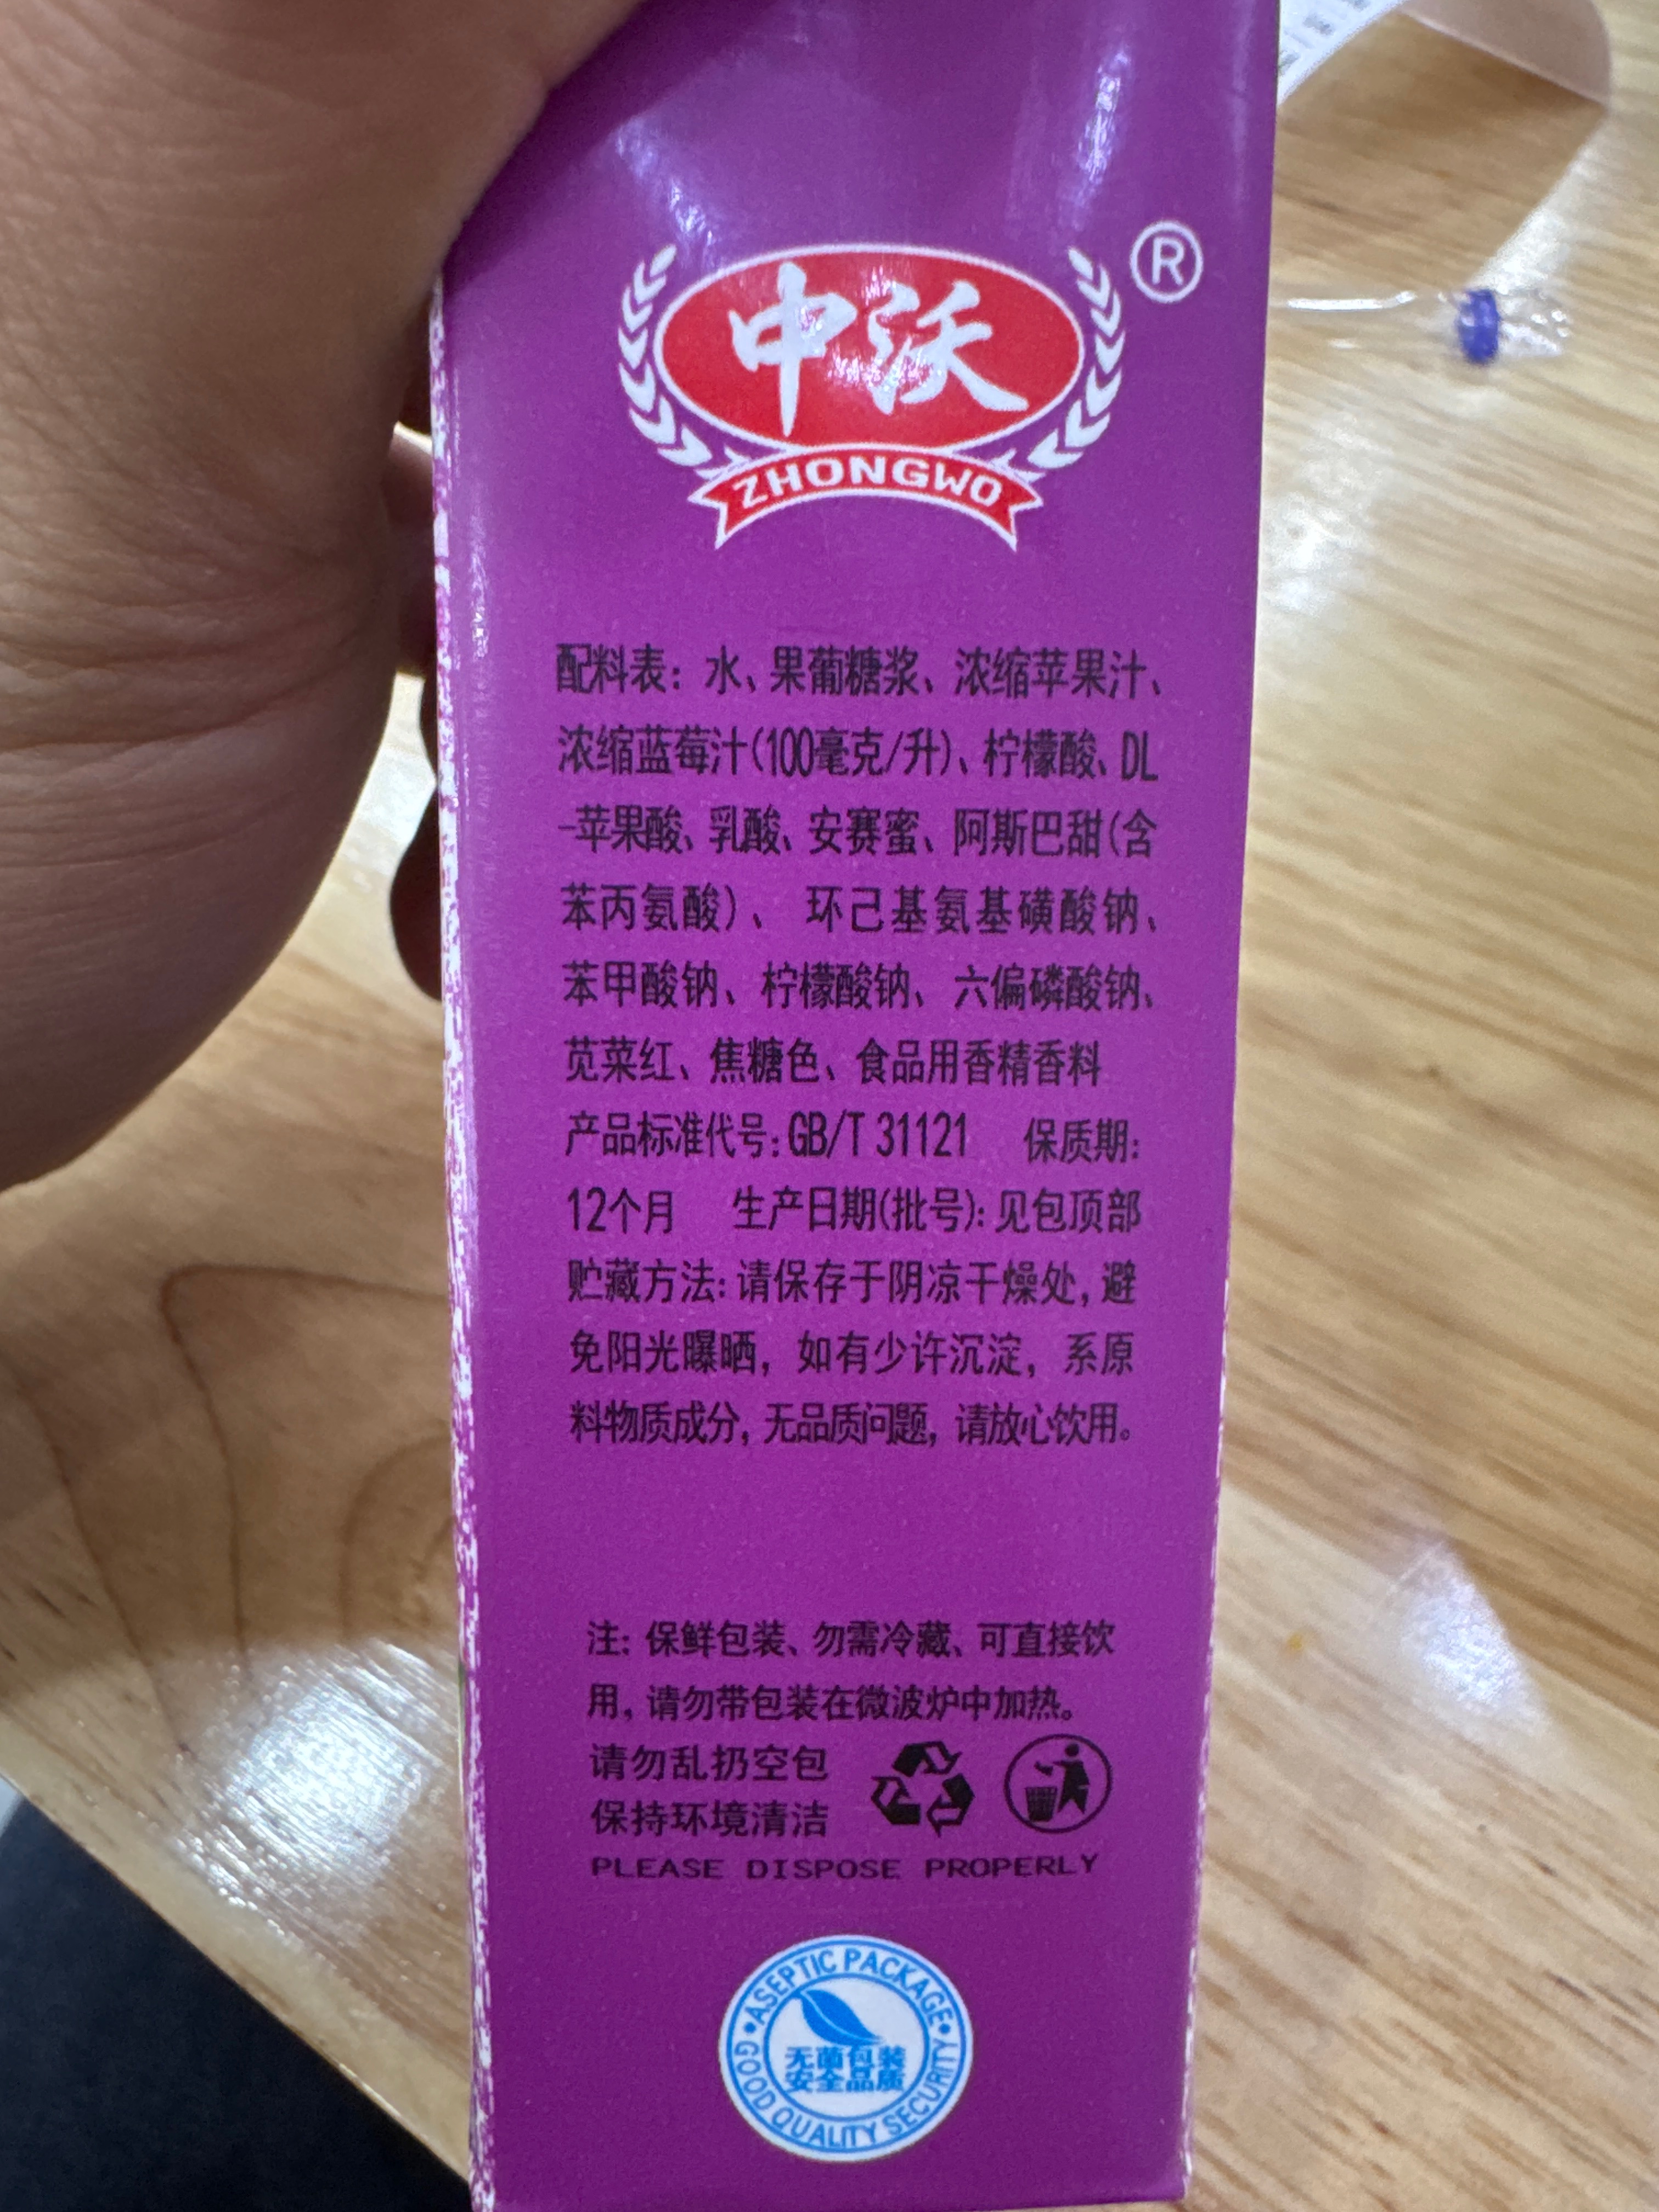 中沃
®
ZHONGWO
配料表：水、果葡糖浆、浓缩苹果汁、
浓缩蓝莓汁(100毫克/升)、柠檬酸、DL
-苹果酸、乳酸、安赛蜜、阿斯巴甜(含
苯丙氨酸)、 环己基氨基磺酸钠、
苯甲酸钠、柠檬酸钠、六偏磷酸钠、
苋菜红、焦糖色、食品用香精香料
产品标准代号：GB/T 31121 保质期：
12个月 生产日期(批号)：见包顶部
贮藏方法：请保存于阴凉干燥处，避
免阳光曝晒，如有少许沉淀，系原
料物质成分，无品质问题，请放心饮用。
注：保鲜包装、勿需冷藏、可直接饮
用，请勿带包装在微波炉中加热。
请勿乱扔空包
保持环境清洁
PLEASE DISPOSE PROPERLY
ASEPTIC PACKAGE
无菌包装
安全品质
GOOD QUALITY SECURITY